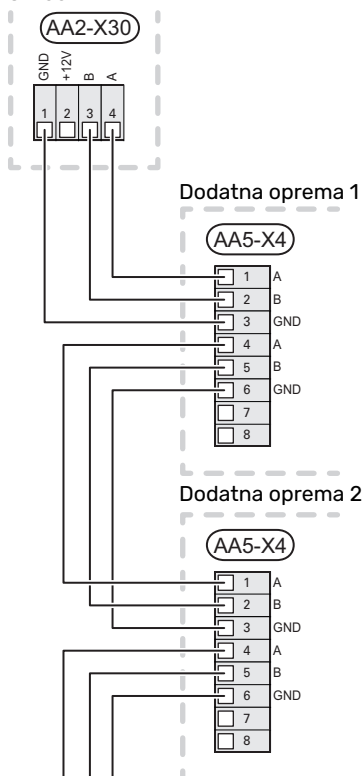 AA2-X30
GND +12V B A
1 2 3 4
Dodatna oprema 1
AA5-X4
1 A
2 B
3 GND
4 A
5 B
6 GND
7
8
Dodatna oprema 2
AA5-X4
1 A
2 B
3 GND
4 A
5 B
6 GND
7
8